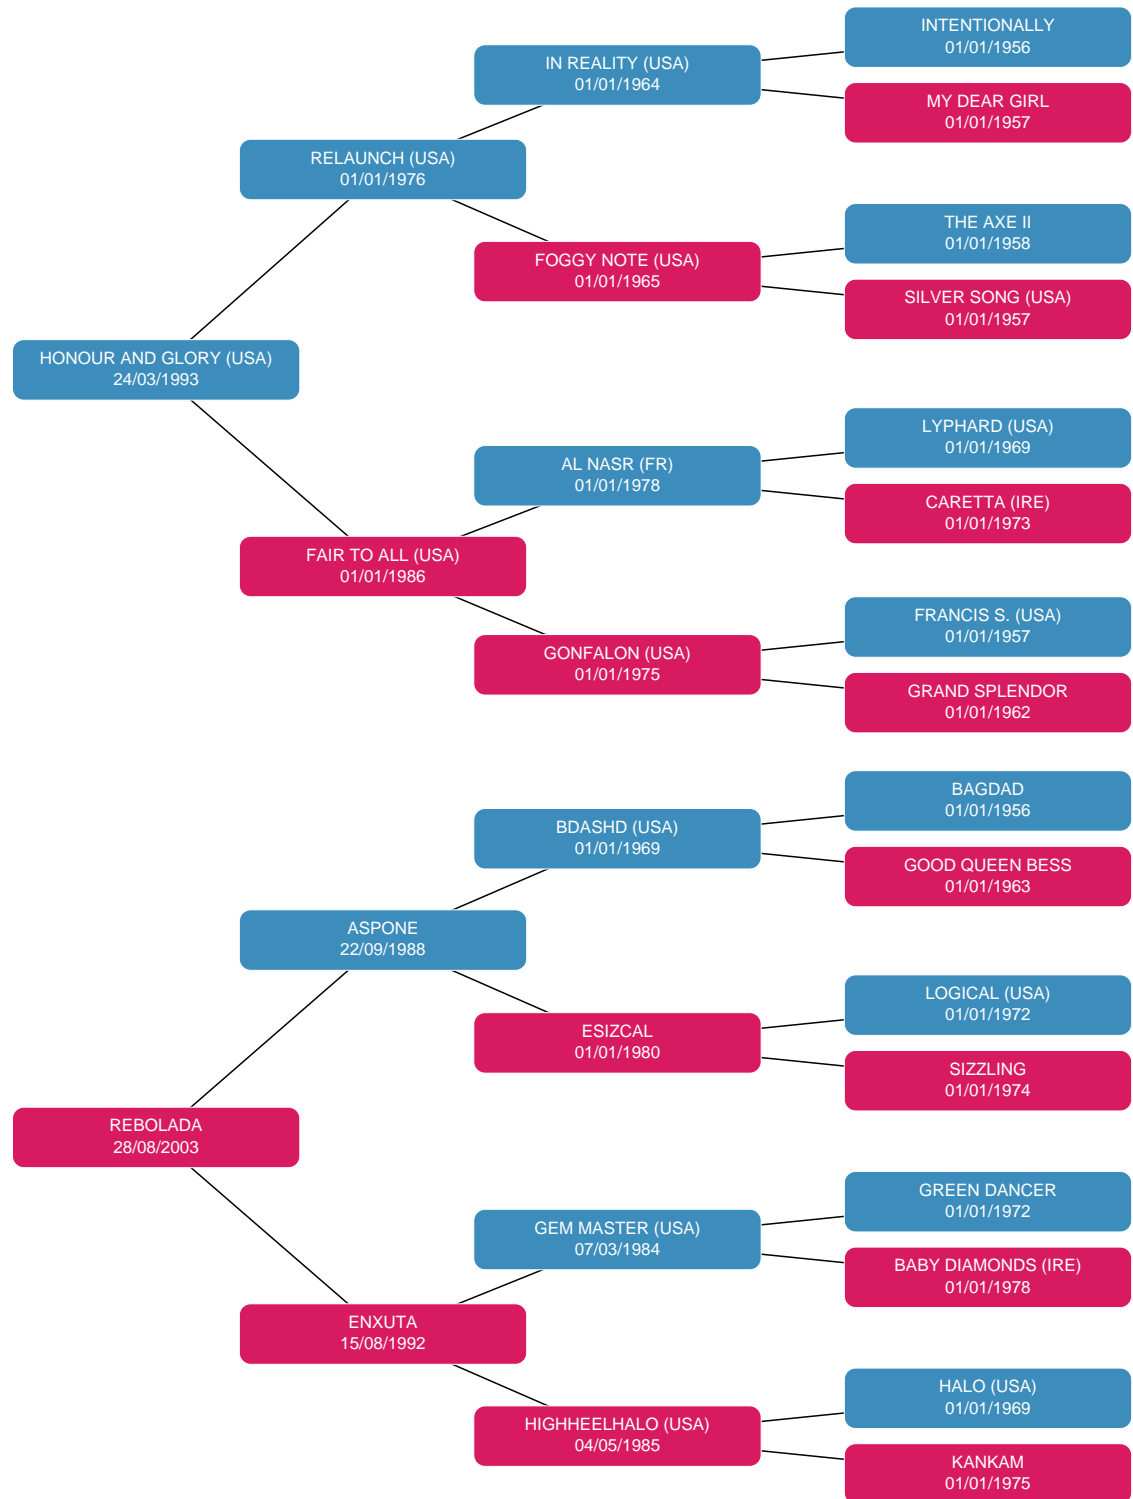 INTENTIONALLY
01/01/1956
IN REALITY (USA)
01/01/1964
MY DEAR GIRL
01/01/1957
RELAUNCH (USA)
01/01/1976
THE AXE II
01/01/1958
FOGGY NOTE (USA)
01/01/1965
SILVER SONG (USA)
01/01/1957
HONOUR AND GLORY (USA)
24/03/1993
LYPHARD (USA)
01/01/1969
AL NASR (FR)
01/01/1978
CARETTA (IRE)
01/01/1973
FAIR TO ALL (USA)
01/01/1986
FRANCIS S. (USA)
01/01/1957
GONFALON (USA)
01/01/1975
GRAND SPLENDOR
01/01/1962
BAGDAD
01/01/1956
BDASHD (USA)
01/01/1969
GOOD QUEEN BESS
01/01/1963
ASPONE
22/09/1988
LOGICAL (USA)
01/01/1972
ESIZCAL
01/01/1980
SIZZLING
01/01/1974
REBOLADA
28/08/2003
GREEN DANCER
01/01/1972
GEM MASTER (USA)
07/03/1984
BABY DIAMONDS (IRE)
01/01/1978
ENXUTA
15/08/1992
HALO (USA)
01/01/1969
HIGHHEELHALO (USA)
04/05/1985
KANKAM
01/01/1975